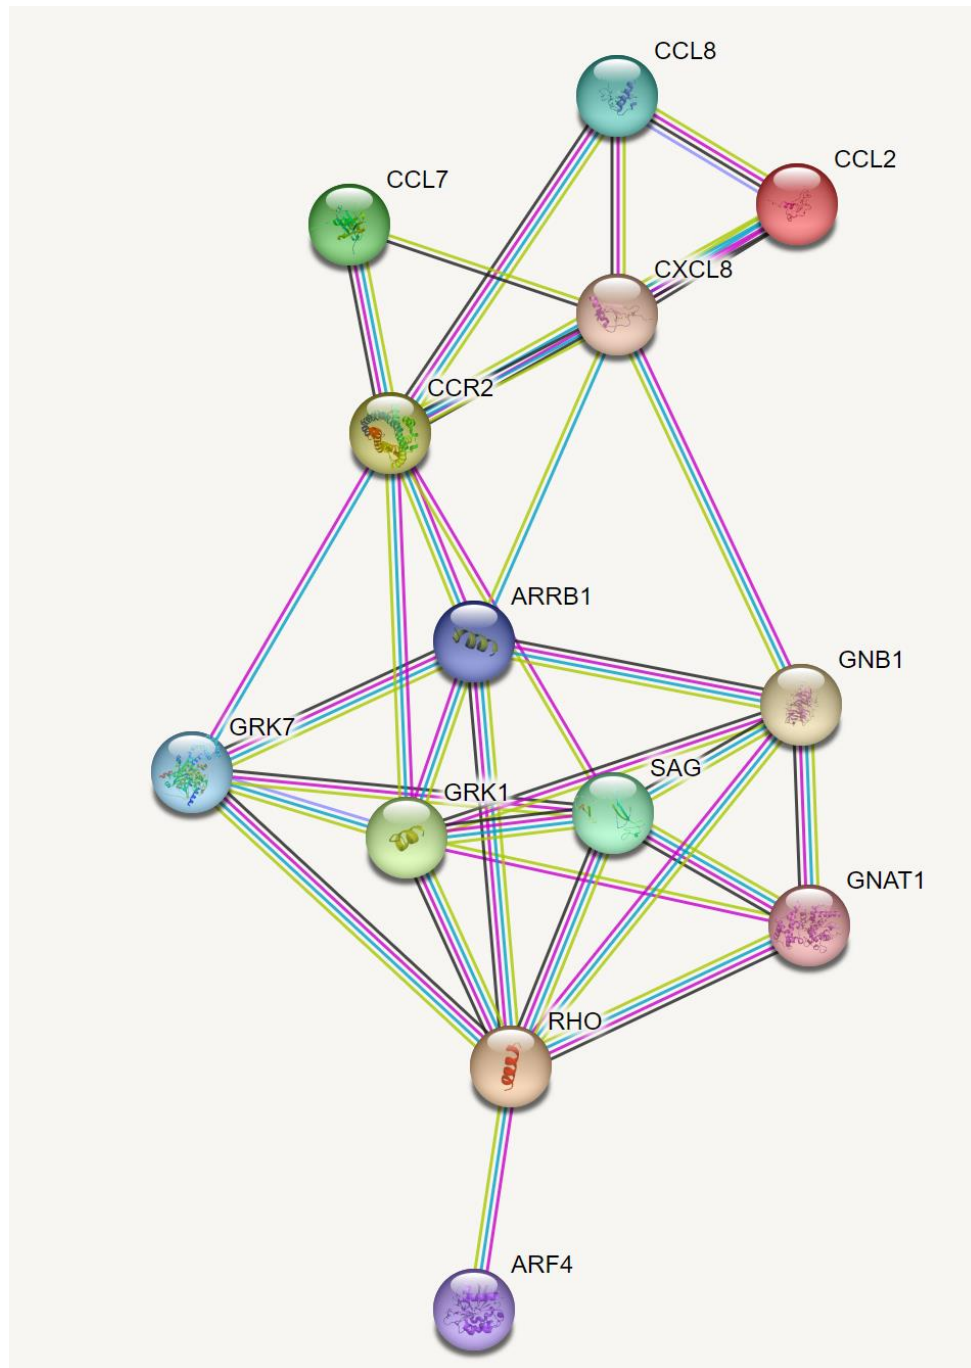 CCL8
CCL2
CCL7
CXCL8
CCR2
ARRB1
GNB1
GRK7
SAG
GRK1
GNAT1
RHO
ARF4